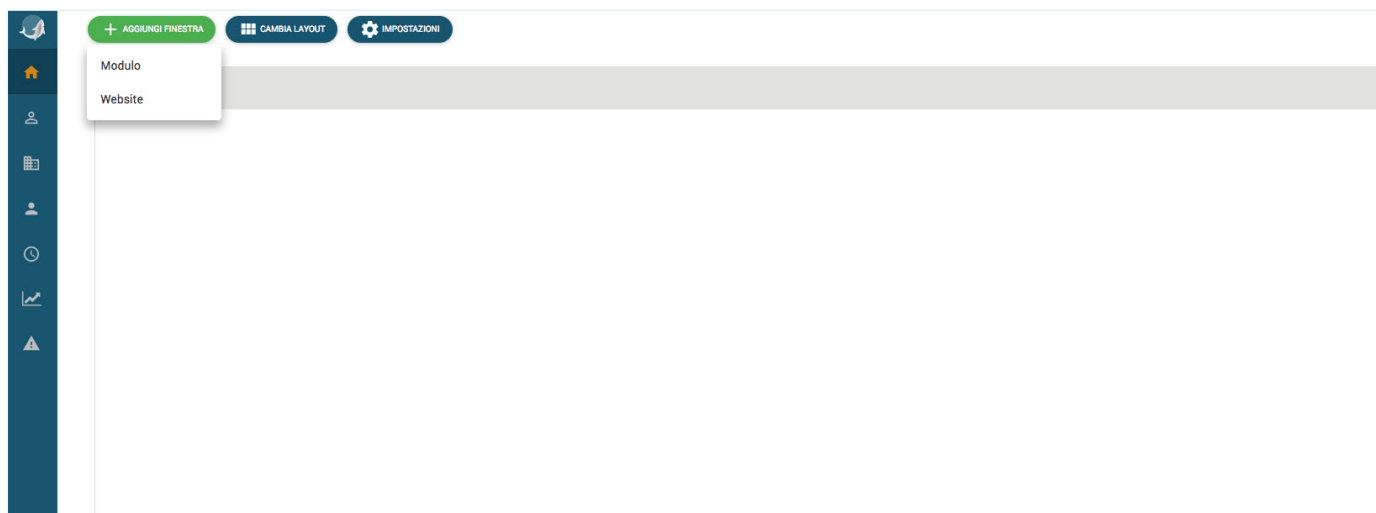 AGGIUNGI FINESTRA
CAMBIA LAYOUT
IMPOSTAZIONI
Modulo
Website